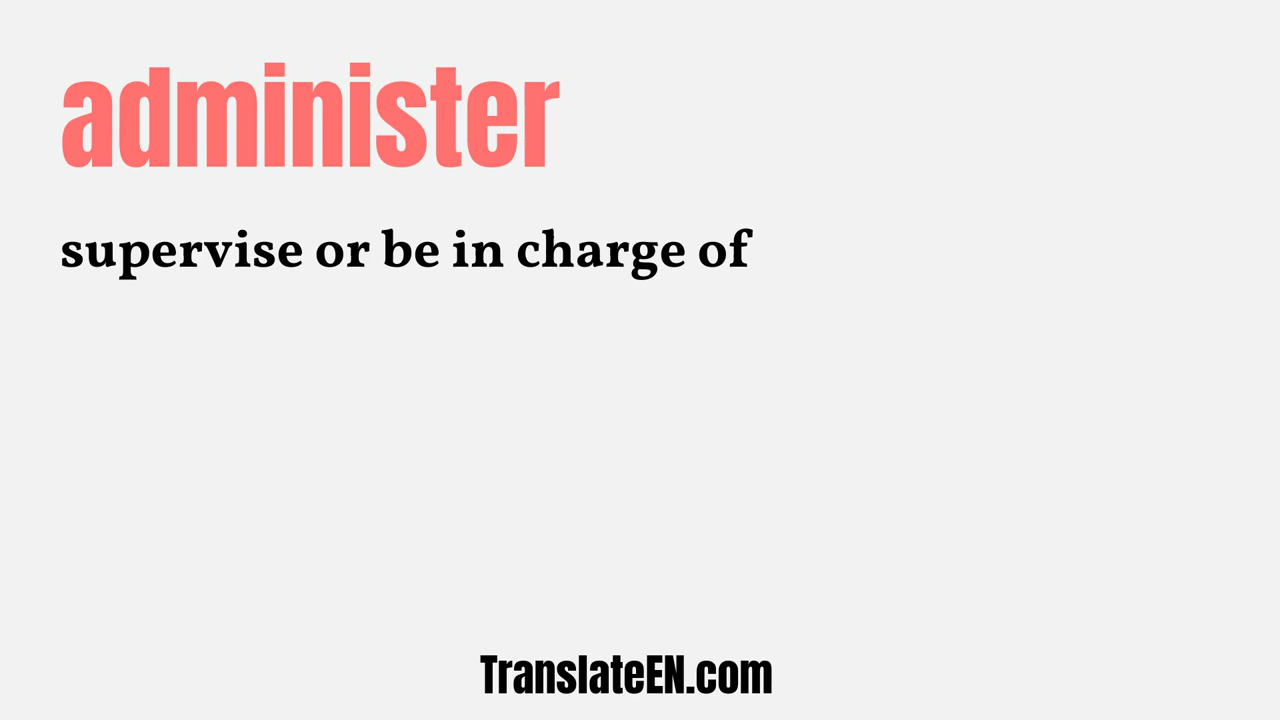 administer
supervise or be in charge of
TranslateEN.com